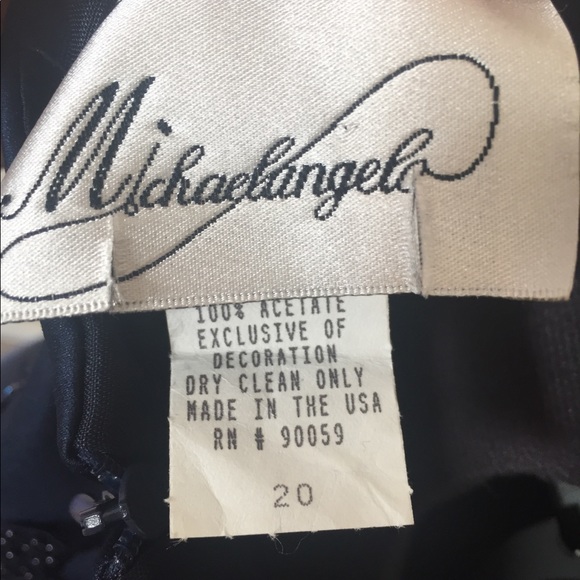 Michaelangelo
100% ACETATE
EXCLUSIVE OF
DECORATION
DRY CLEAN ONLY
MADE IN THE USA
RN # 90059
20